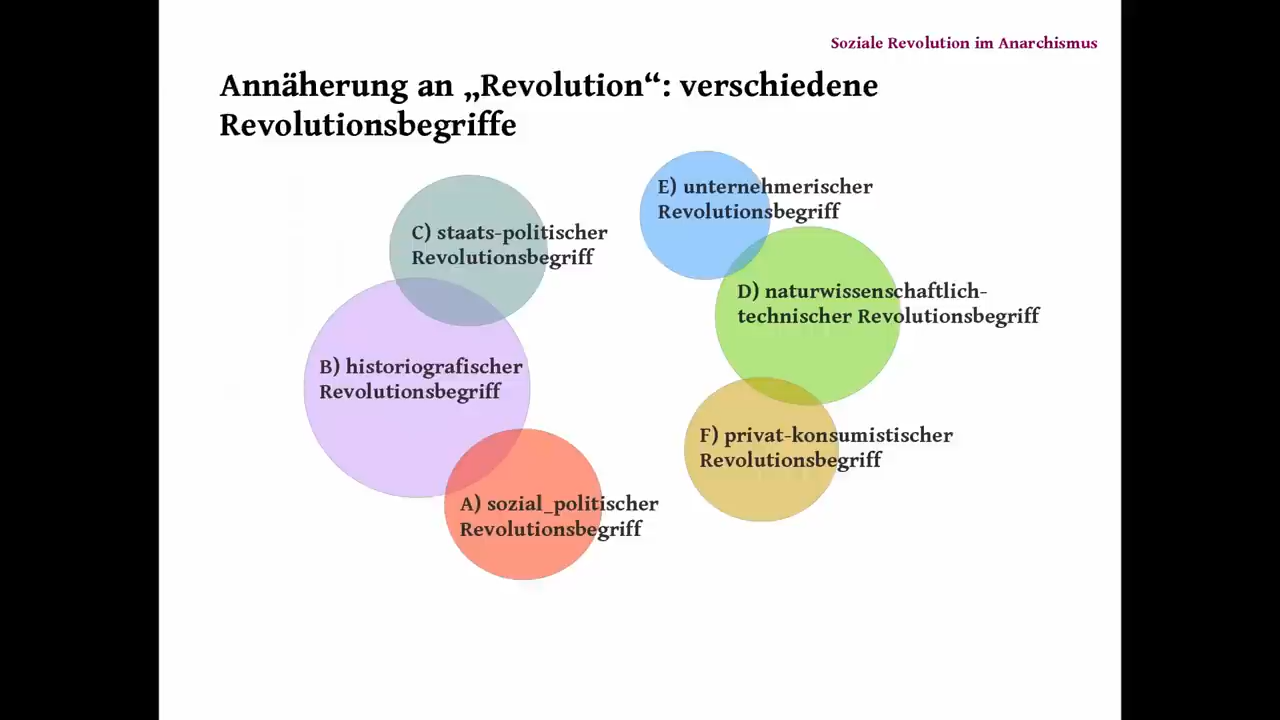 Soziale Revolution im Anarchismus
Annäherung an „Revolution“: verschiedene
Revolutionsbegriffe
C) staats-politischer
Revolutionsbegriff
B) historiografischer
Revolutionsbegriff
A) sozial_politischer
Revolutionsbegriff
E) unternehmerischer
Revolutionsbegriff
D) naturwissenschaftlich-
technischer Revolutionsbegriff
F) privat-konsumistischer
Revolutionsbegriff